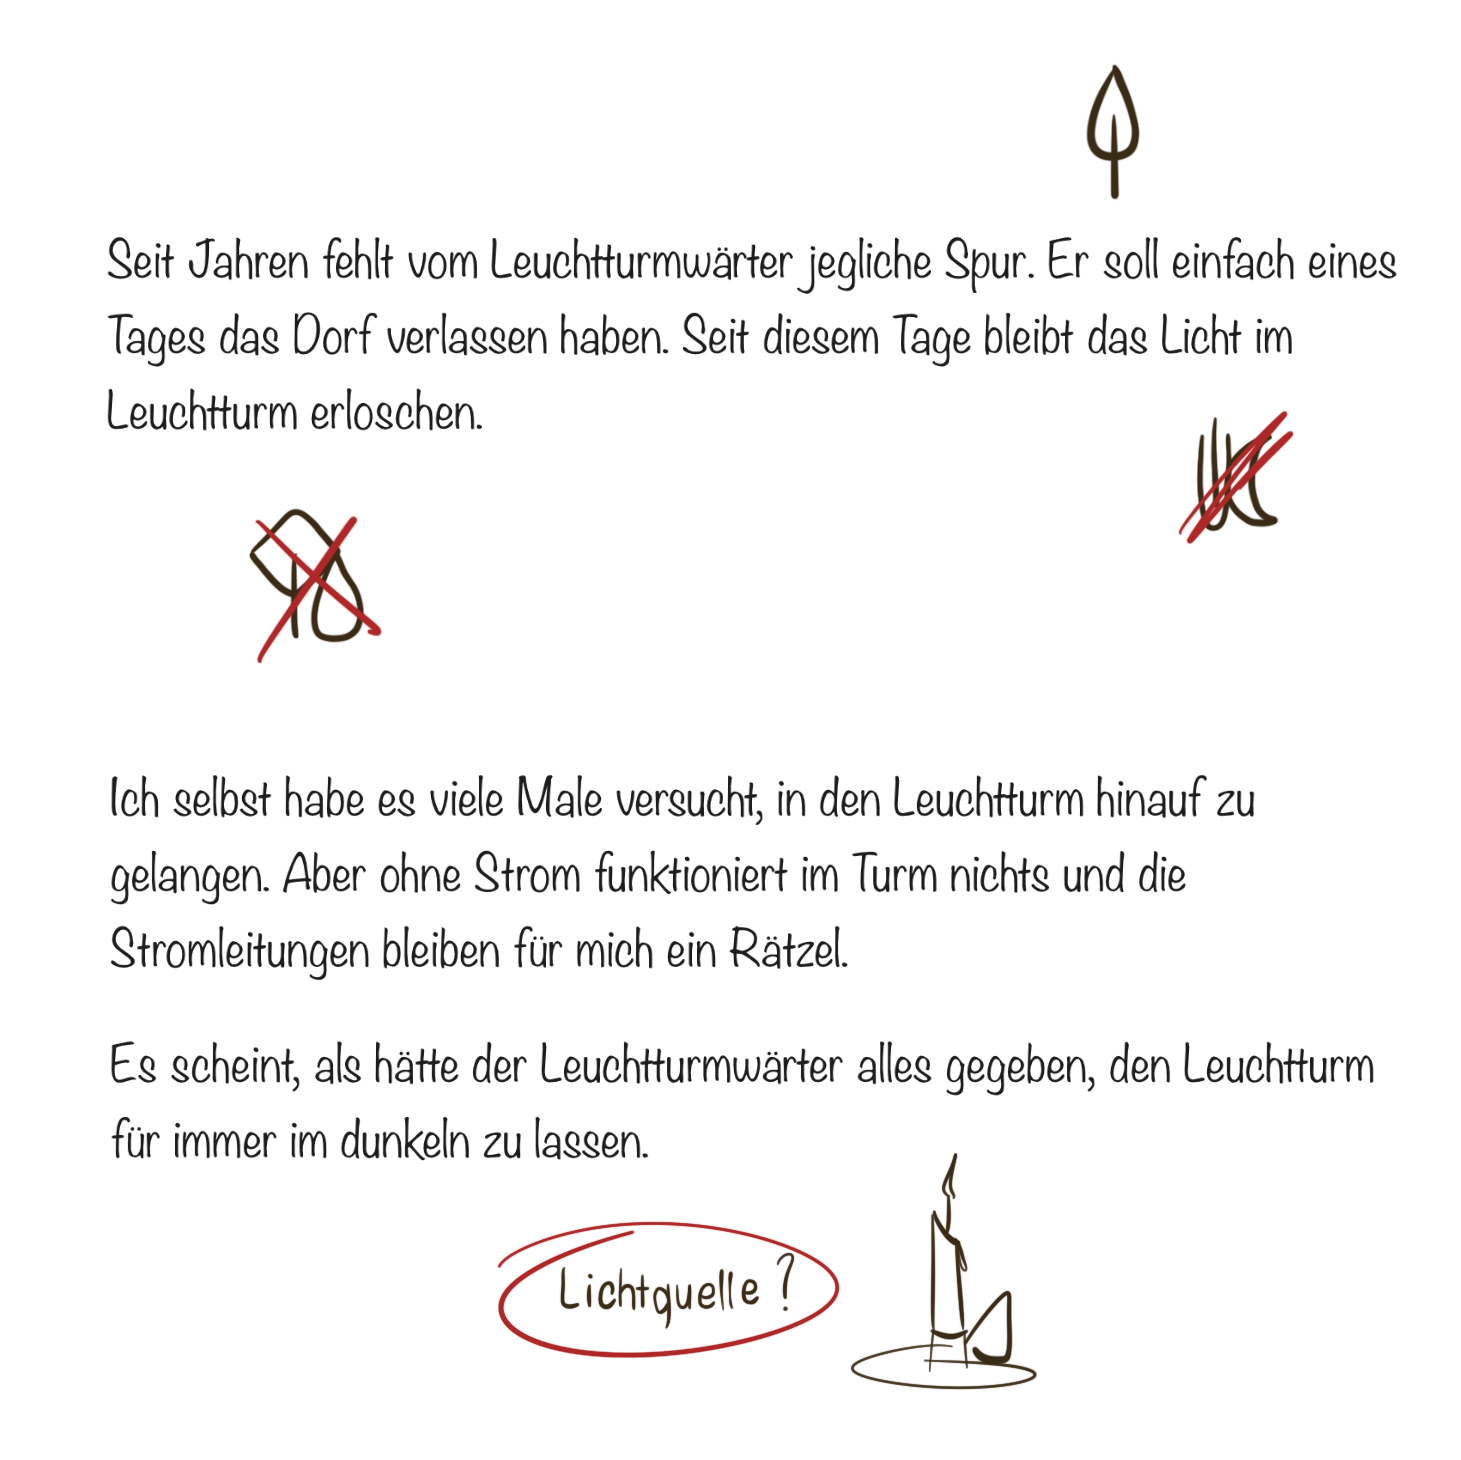 Seit Jahren fehlt vom Leuchtturmwärter jegliche Spur. Er soll einfach eines
Tages das Dorf verlassen haben. Seit diesem Tage bleibt das Licht im
Leuchtturm erloschen.
Ich selbst habe es viele Male versucht, in den Leuchtturm hinauf zu
gelangen. Aber ohne Strom funktioniert im Turm nichts und die
Stromleitungen bleiben für mich ein Rätzel.
Es scheint, als hätte der Leuchtturmwärter alles gegeben, den Leuchtturm
für immer im dunkeln zu lassen.
Lichtquelle ?